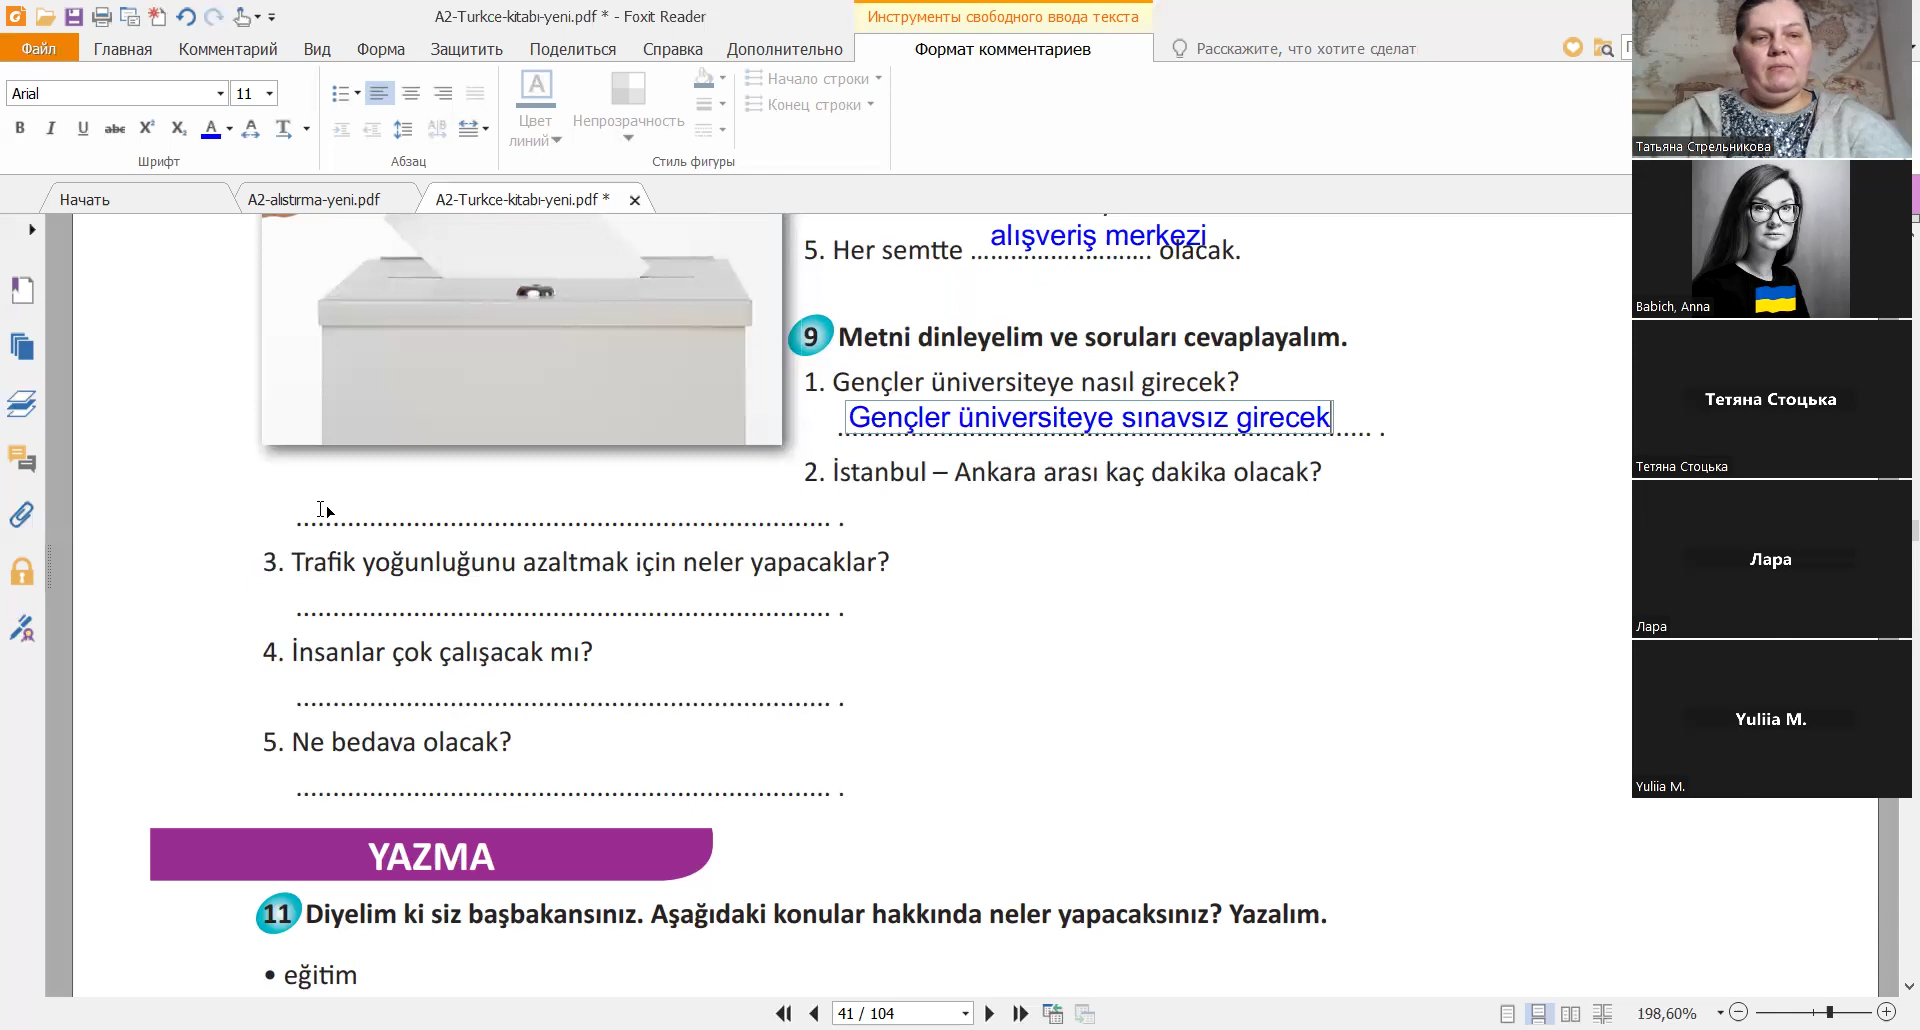 A2-Turkce-kitabı-yeni.pdf * - Foxit Reader
Инструменты свободного ввода текста
Файл
Главная
Комментарий
Вид
Форма
Защитить
Поделиться
Справка
Дополнительно
Формат комментариев
Расскажите, что хотите сделат
Arial
11
Цвет линий
Непрозрачность
Начало строки
Конец строки
Шрифт
Абзац
Стиль фигуры
Начать
A2-alıstırma-yeni.pdf
A2-Turkce-kitabı-yeni.pdf *
alışveriş merkezi
5. Her semtte ........................... olacak.
9 Metni dinleyelim ve soruları cevaplayalım.
1. Gençler üniversiteye nasıl girecek?
Gençler üniversiteye sınavsız girecek
2. İstanbul – Ankara arası kaç dakika olacak?
3. Trafik yoğunluğunu azaltmak için neler yapacaklar?
4. İnsanlar çok çalışacak mı?
5. Ne bedava olacak?
YAZMA
11 Diyelim ki siz başbakansınız. Aşağıdaki konular hakkında neler yapacaksınız? Yazalım.
• eğitim
41 / 104
198,60%
Татьяна Стрельникова
Babich, Anna
Тетяна Стоцька
Тетяна Стоцька
Лара
Лара
Yuliia M.
Yuliia M.